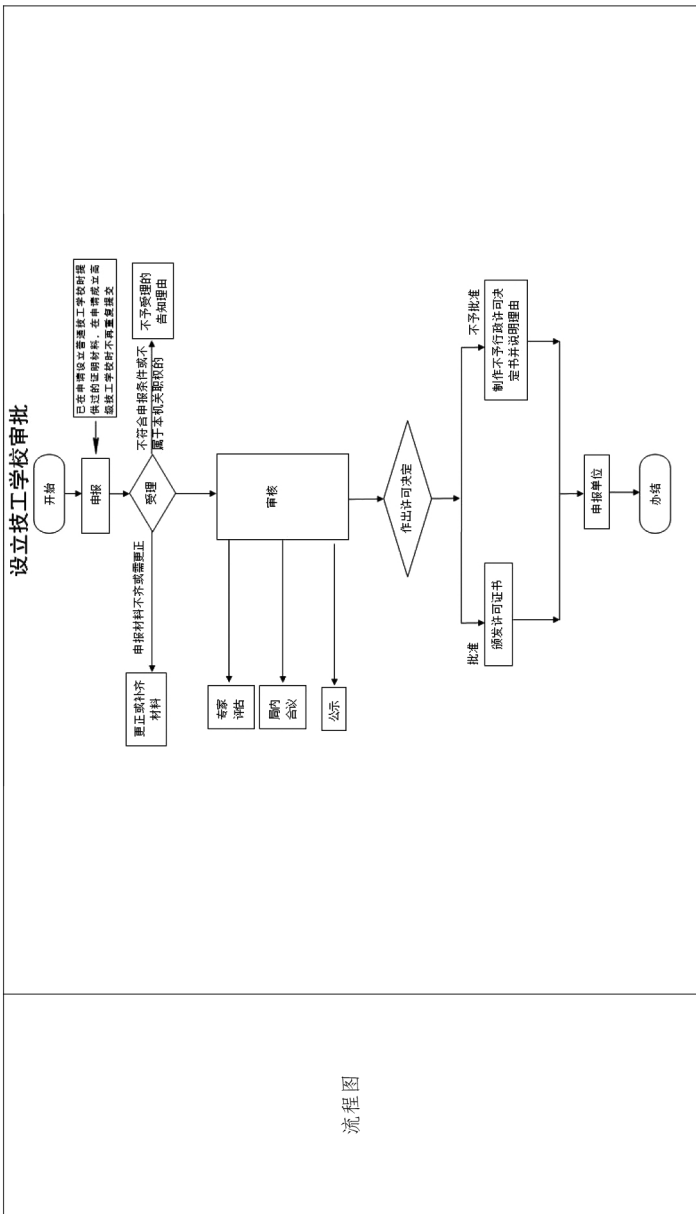 流程图
设立技工学校审批
开始
已在申请设立普通技工学校时提
供过的证明材料，在申请成立高
级技工学校时不再重复提交
申报
申报材料不齐或需更正
受理
不符合申报条件或不
属于本机关职权的
更正或补齐
材料
不予受理的
告知理由
审核
专家
评估
局内
合议
公示
作出许可决定
批准
不予批准
颁发许可证书
制作不予行政许可决
定书并说明理由
申报单位
办结